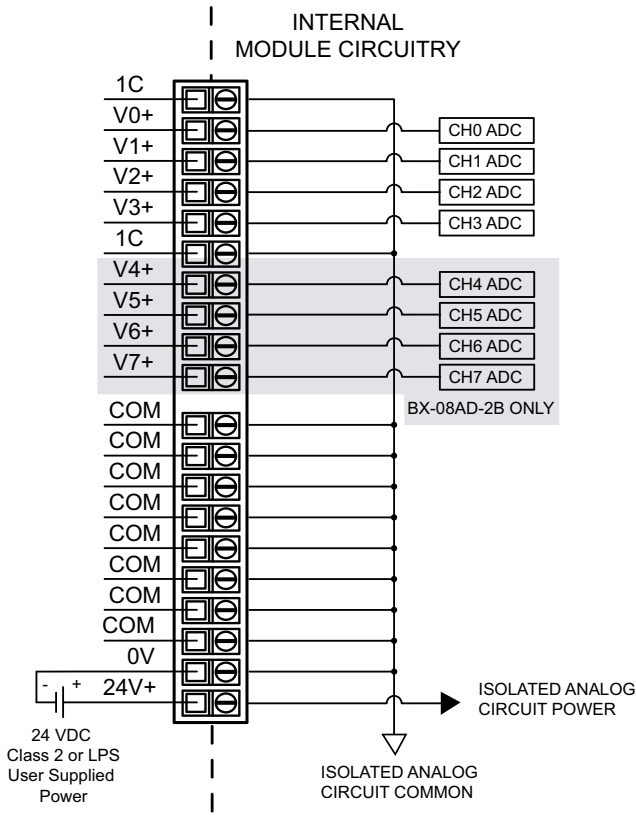 INTERNAL
MODULE CIRCUITRY
1C
V0+
CH0 ADC
V1+
CH1 ADC
V2+
CH2 ADC
V3+
CH3 ADC
1C
V4+
CH4 ADC
V5+
CH5 ADC
V6+
CH6 ADC
V7+
CH7 ADC
BX-08AD-2B ONLY
COM
COM
COM
COM
COM
COM
COM
COM
0V
- + 24V+
ISOLATED ANALOG
CIRCUIT POWER
24 VDC
Class 2 or LPS
User Supplied
Power
ISOLATED ANALOG
CIRCUIT COMMON